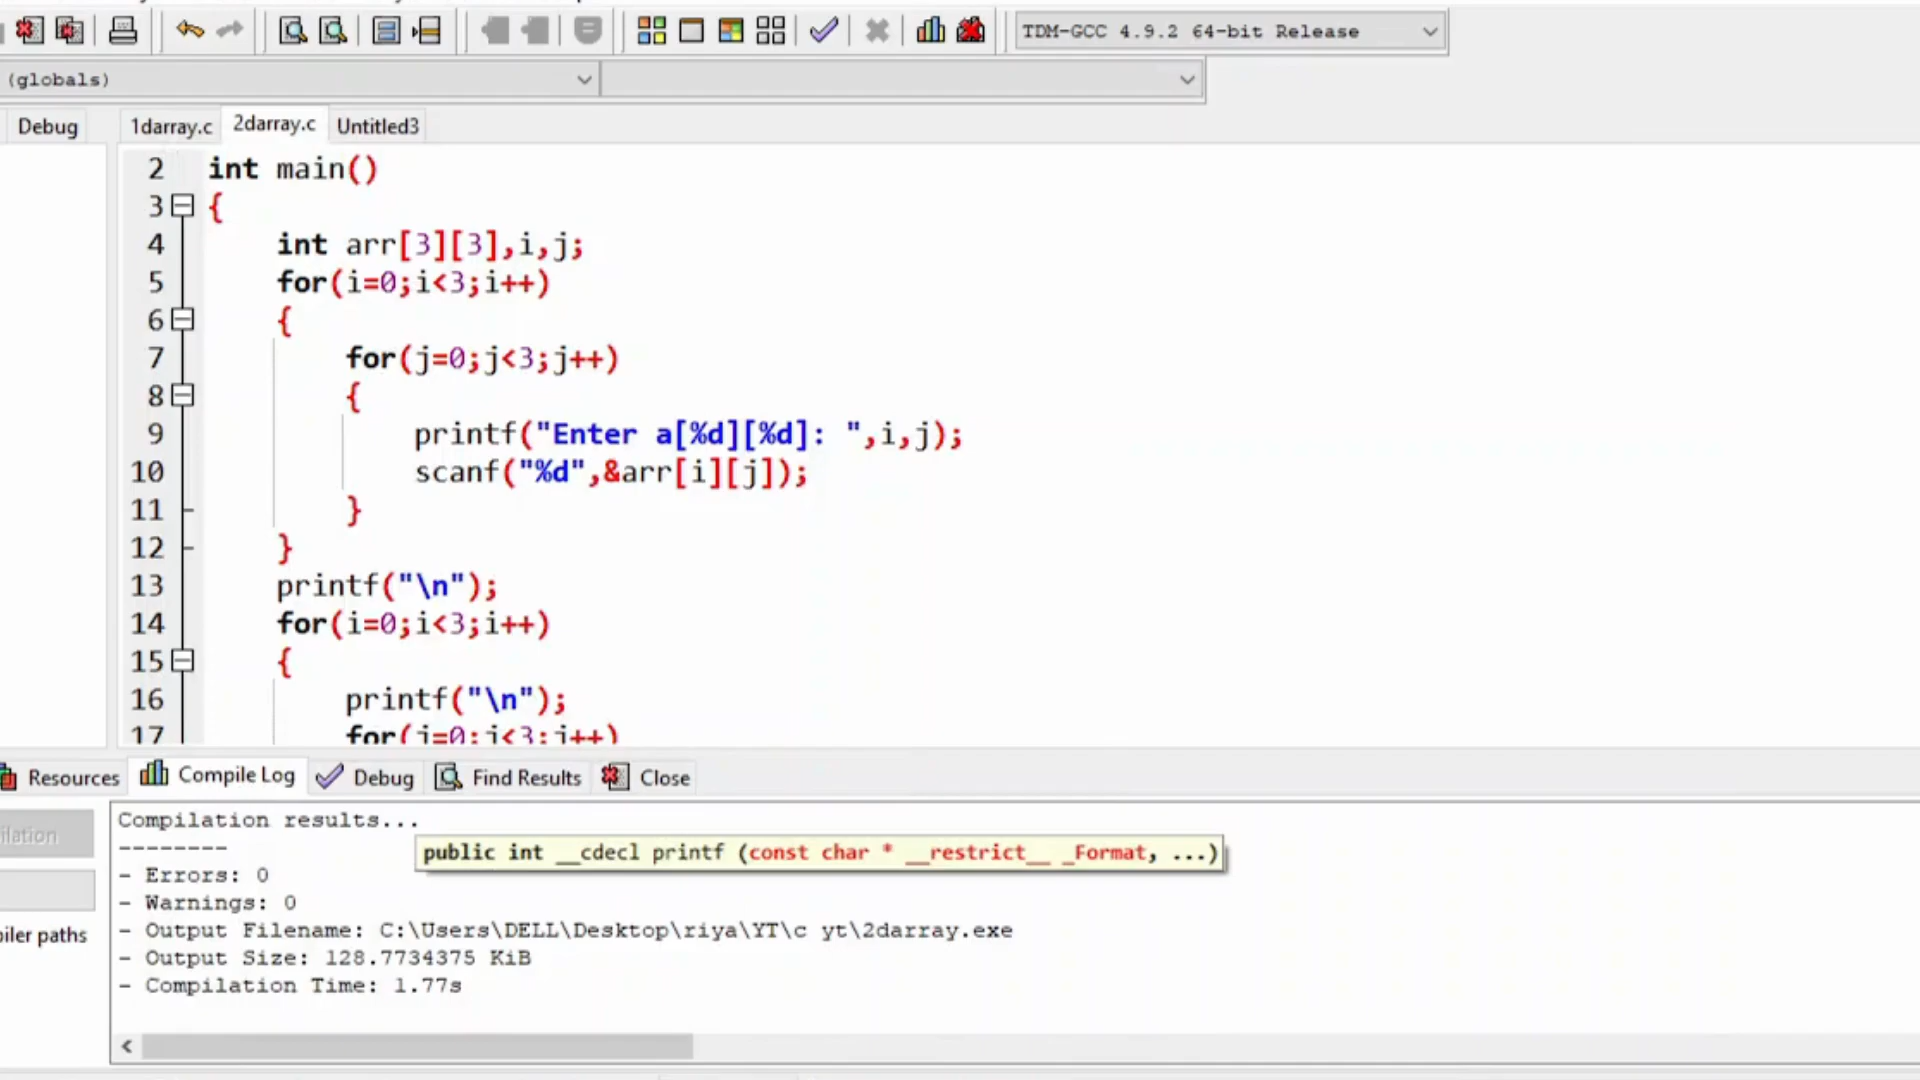 TDM-GCC 4.9.2 64-bit Release
(globals)
Debug 1darray.c 2darray.c Untitled3
2 int main()
3 {
4 int arr[3][3],i,j;
5 for(i=0;i<3;i++)
6 {
7 for(j=0;j<3;j++)
8 {
9 printf("Enter a[%d][%d]: ",i,j);
10 scanf("%d",&arr[i][j]);
11 }
12 }
13 printf("\n");
14 for(i=0;i<3;i++)
15 {
16 printf("\n");
17 for(j=0;j<3;j++)
Resources Compile Log Debug Find Results Close
Compilation results...
--------
public int __cdecl printf (const char * __restrict__ _Format, ...)
- Errors: 0
- Warnings: 0
- Output Filename: C:\Users\DELL\Desktop\riya\YT\c yt\2darray.exe
- Output Size: 128.7734375 KiB
- Compilation Time: 1.77s
paths